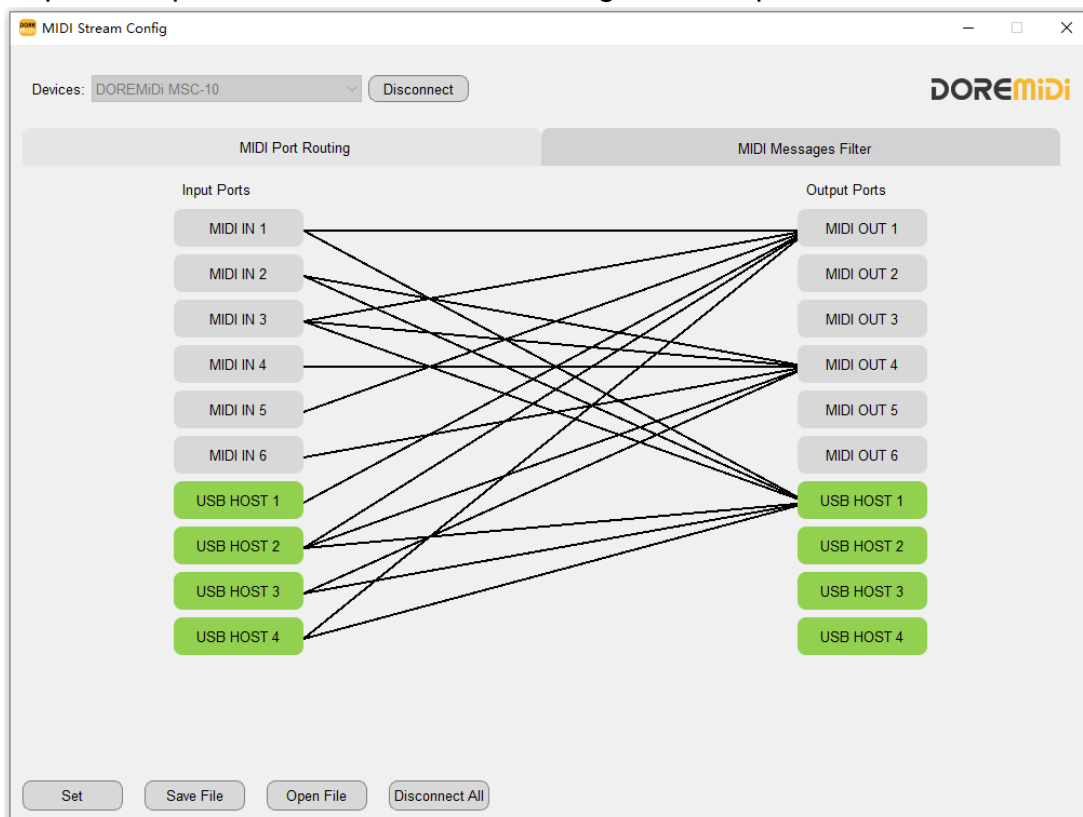 MIDI Stream Config
Devices: DOREMiDi MSC-10 Disconnect
DOREMiDi
MIDI Port Routing MIDI Messages Filter
Input Ports Output Ports
MIDI IN 1 MIDI OUT 1
MIDI IN 2 MIDI OUT 2
MIDI IN 3 MIDI OUT 3
MIDI IN 4 MIDI OUT 4
MIDI IN 5 MIDI OUT 5
MIDI IN 6 MIDI OUT 6
USB HOST 1 USB HOST 1
USB HOST 2 USB HOST 2
USB HOST 3 USB HOST 3
USB HOST 4 USB HOST 4
Set Save File Open File Disconnect All